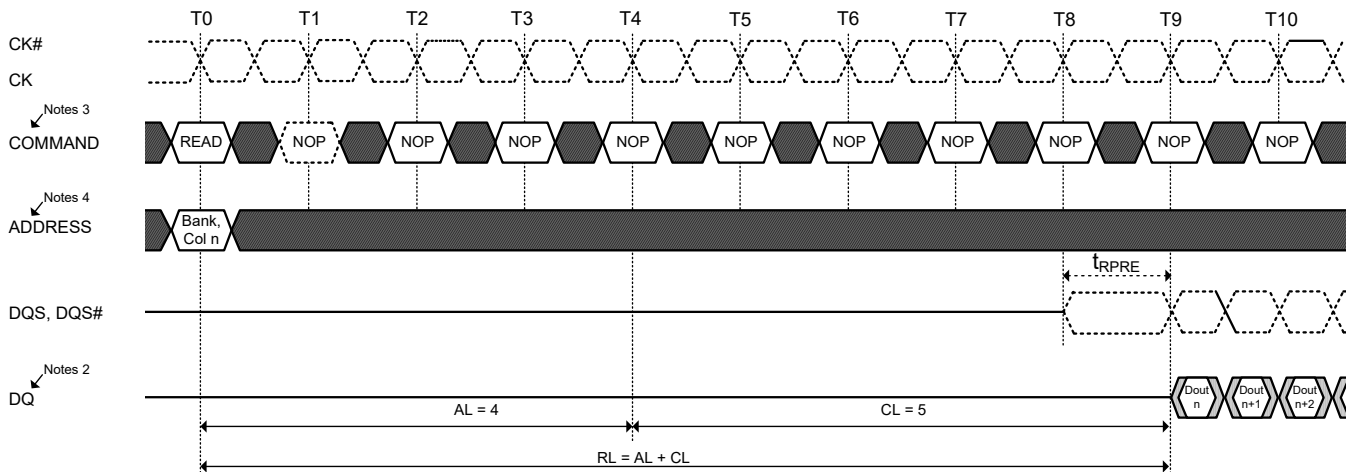 T0 T1 T2 T3 T4 T5 T6 T7 T8 T9 T10
CK#
CK
Notes 3
COMMAND READ NOP NOP NOP NOP NOP NOP NOP NOP NOP NOP
Notes 4
ADDRESS
Bank,
Col n
tRPRE
DQS, DQS#
Notes 2
DQ
Dout
n
Dout
n+1
Dout
n+2
AL = 4 CL = 5
RL = AL + CL